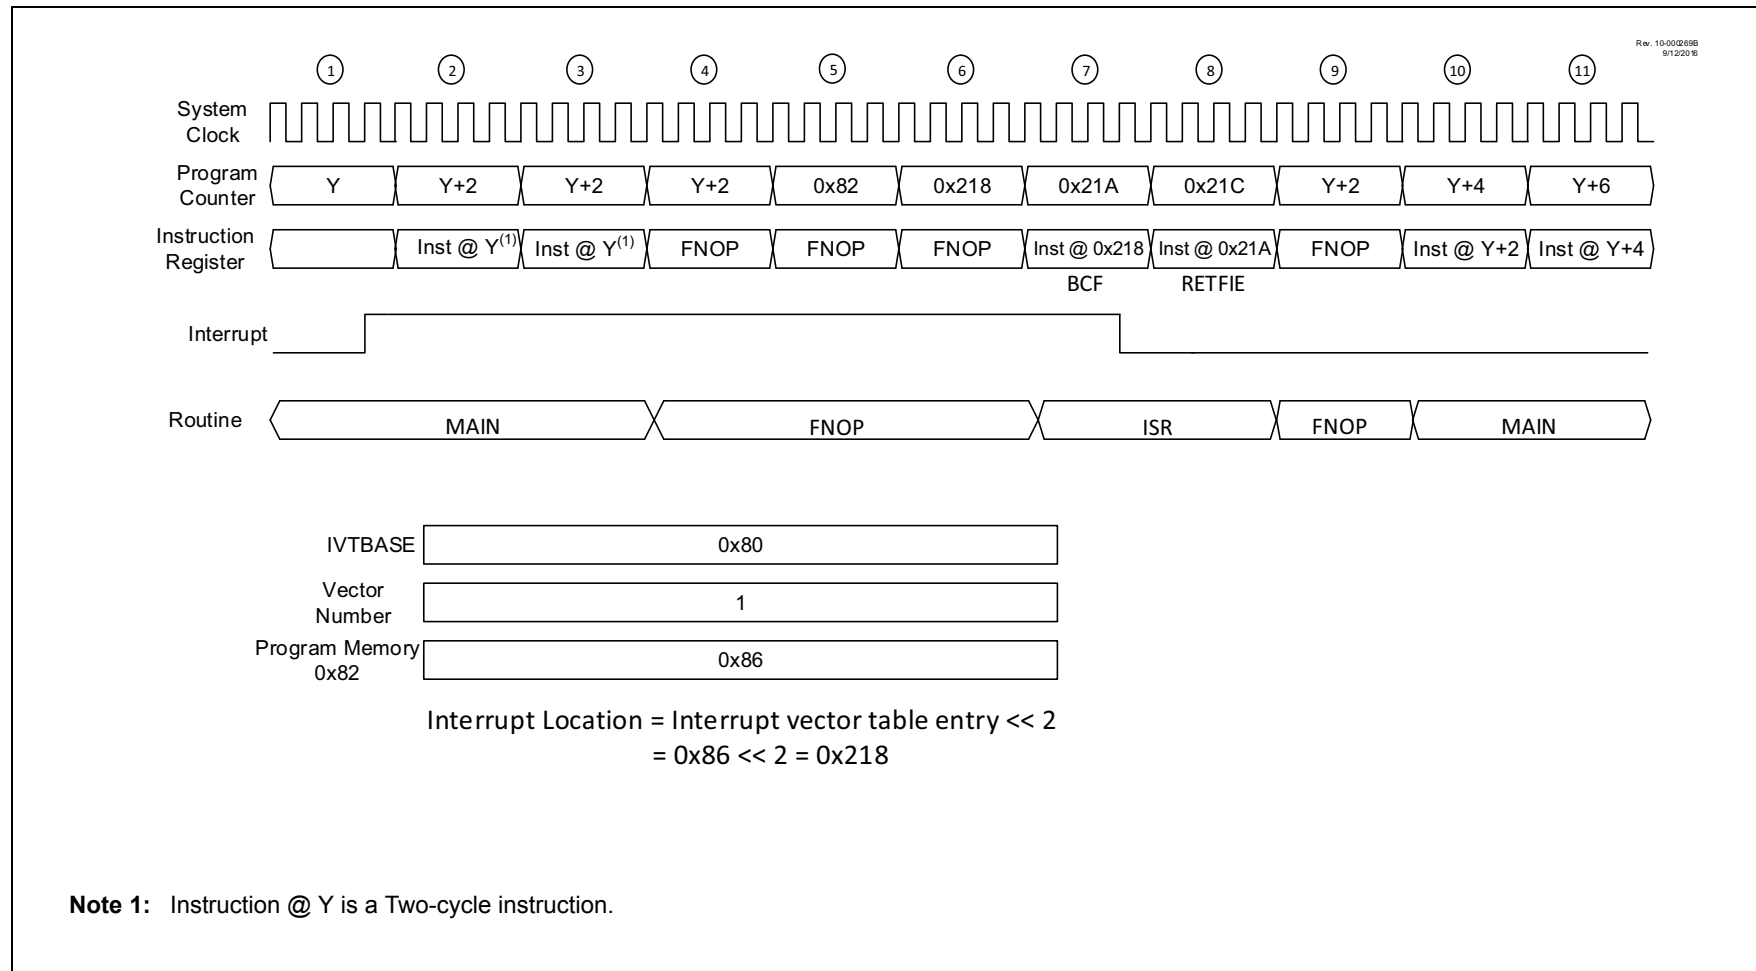 Rev. 10-000269B
9/12/2016
1 2 3 4 5 6 7 8 9 10 11
System
Clock
Program
Counter
Y Y+2 Y+2 Y+2 0x82 0x218 0x21A 0x21C Y+2 Y+4 Y+6
Instruction
Register
Inst @ Y(1) Inst @ Y(1) FNOP FNOP FNOP Inst @ 0x218 Inst @ 0x21A FNOP Inst @ Y+2 Inst @ Y+4
BCF RETFIE
Interrupt
Routine MAIN FNOP ISR FNOP MAIN
IVTBASE 0x80
Vector
Number
1
Program Memory
0x82
0x86
Interrupt Location = Interrupt vector table entry << 2
= 0x86 << 2 = 0x218
Note 1: Instruction @ Y is a Two-cycle instruction.